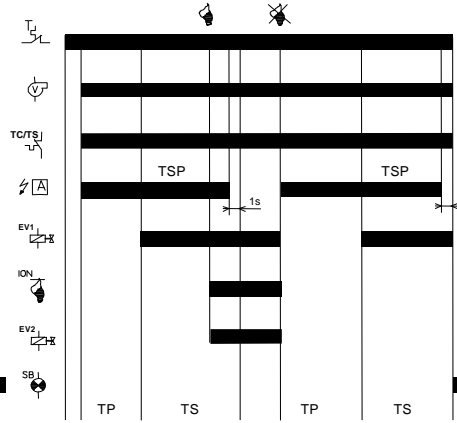 T
V
TC/TS
TSP TSP
A
1s
EV1
ION
EV2
SB
TP TS TP TS